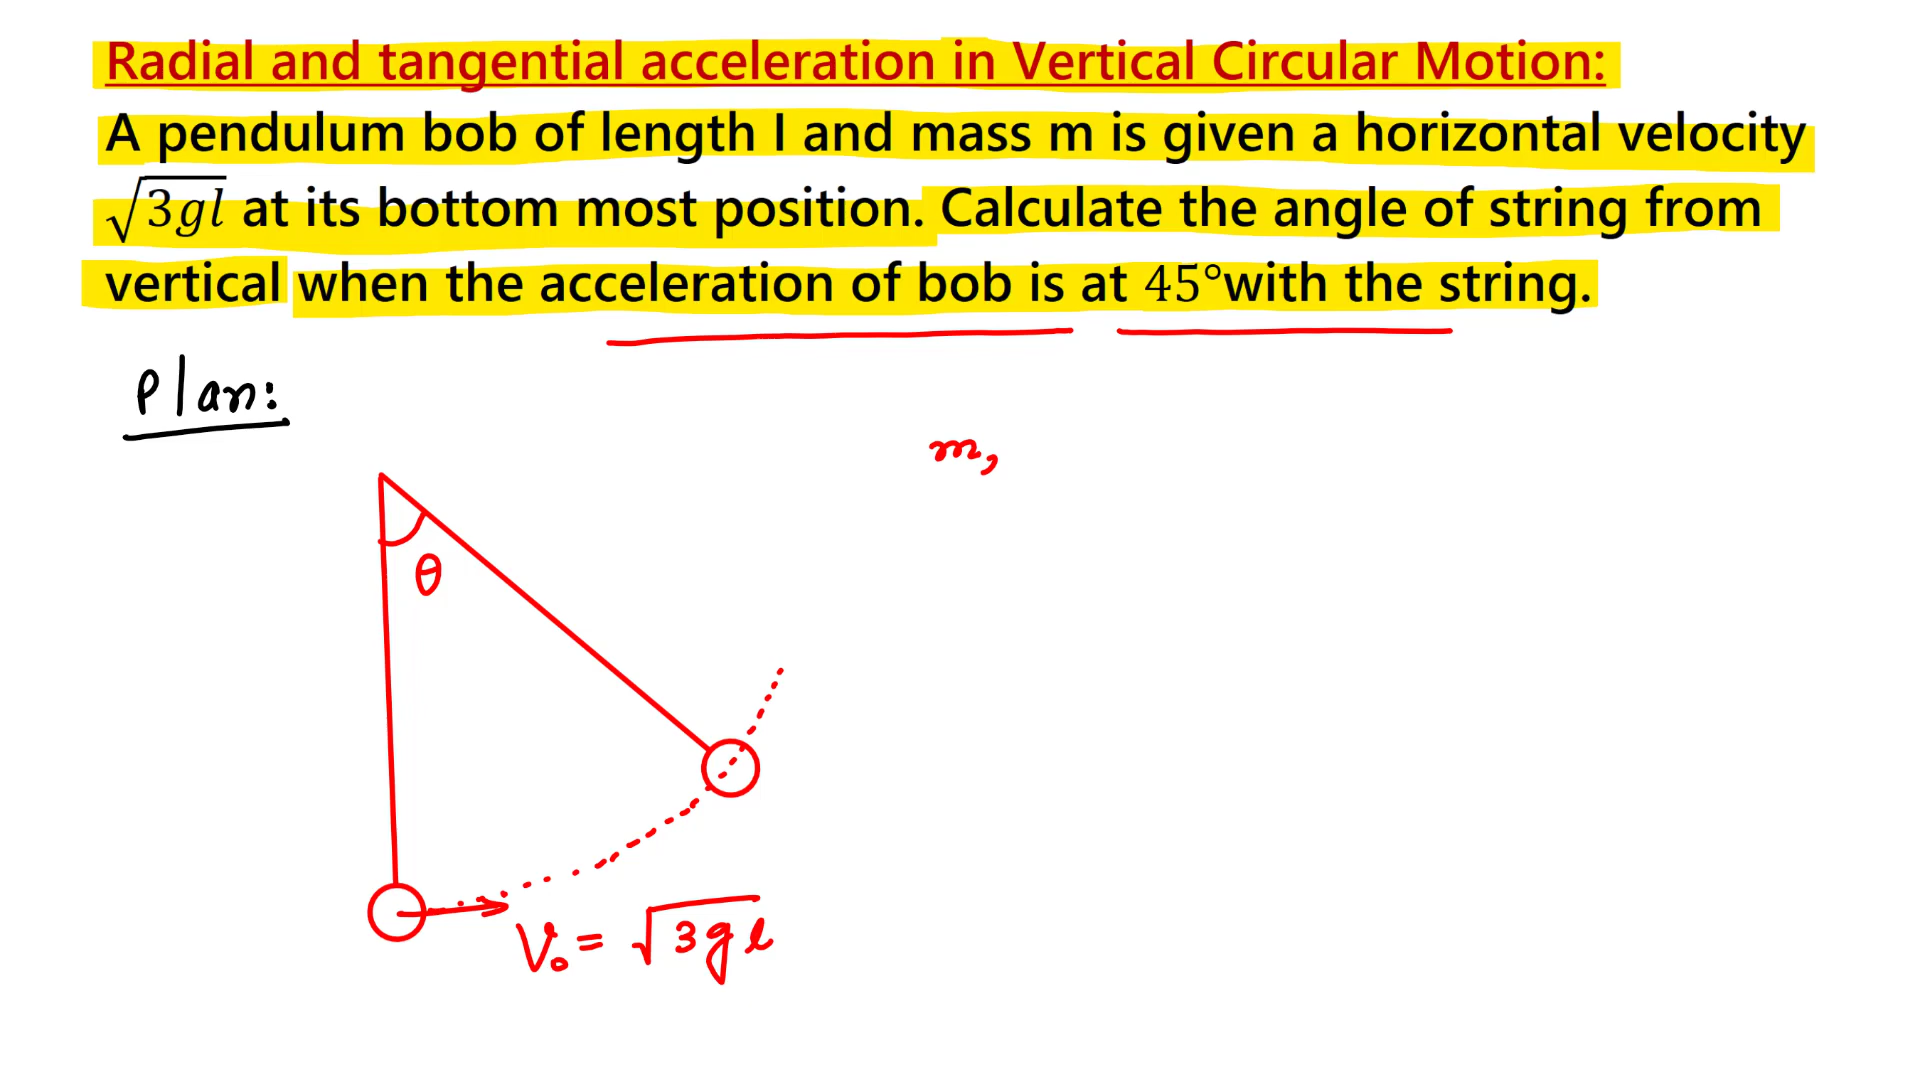 Radial and tangential acceleration in Vertical Circular Motion:
A pendulum bob of length l and mass m is given a horizontal velocity
√3gl at its bottom most position. Calculate the angle of string from
vertical when the acceleration of bob is at 45°with the string.
Plan:
m,
θ
V₀ = √3gl